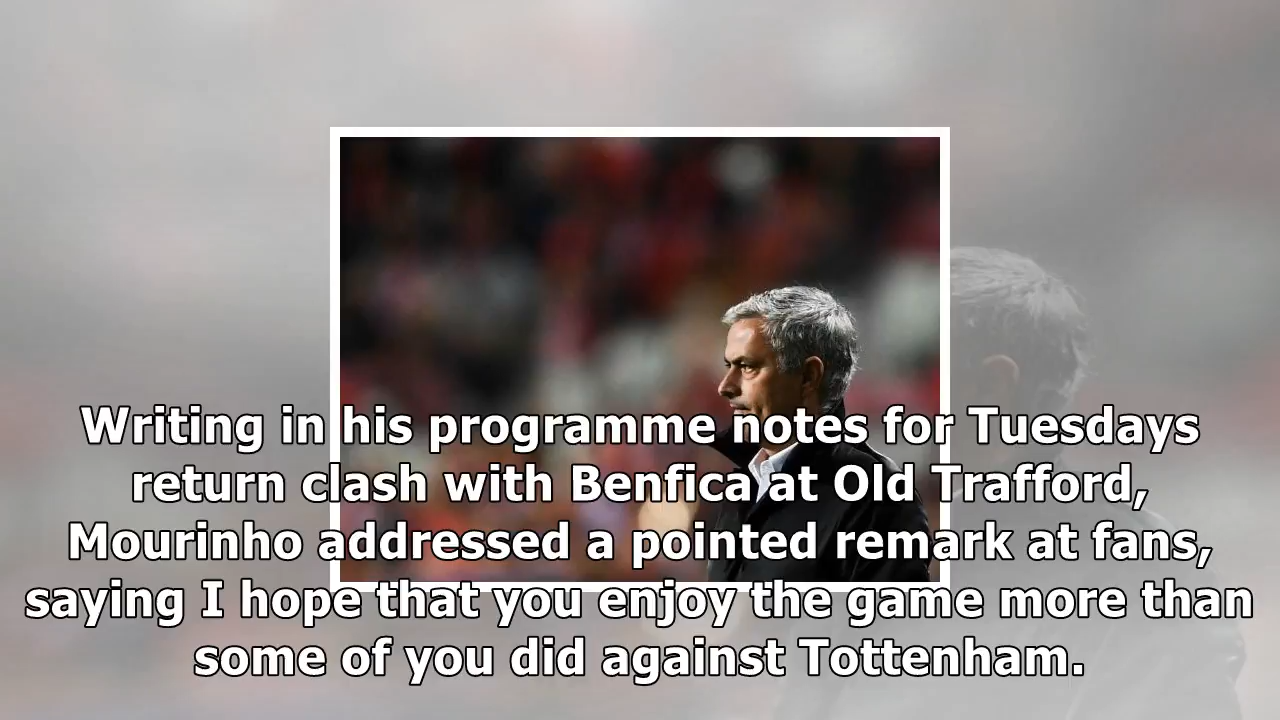 Writing in his programme notes for Tuesdays
return clash with Benfica at Old Trafford,
Mourinho addressed a pointed remark at fans,
saying I hope that you enjoy the game more than
some of you did against Tottenham.